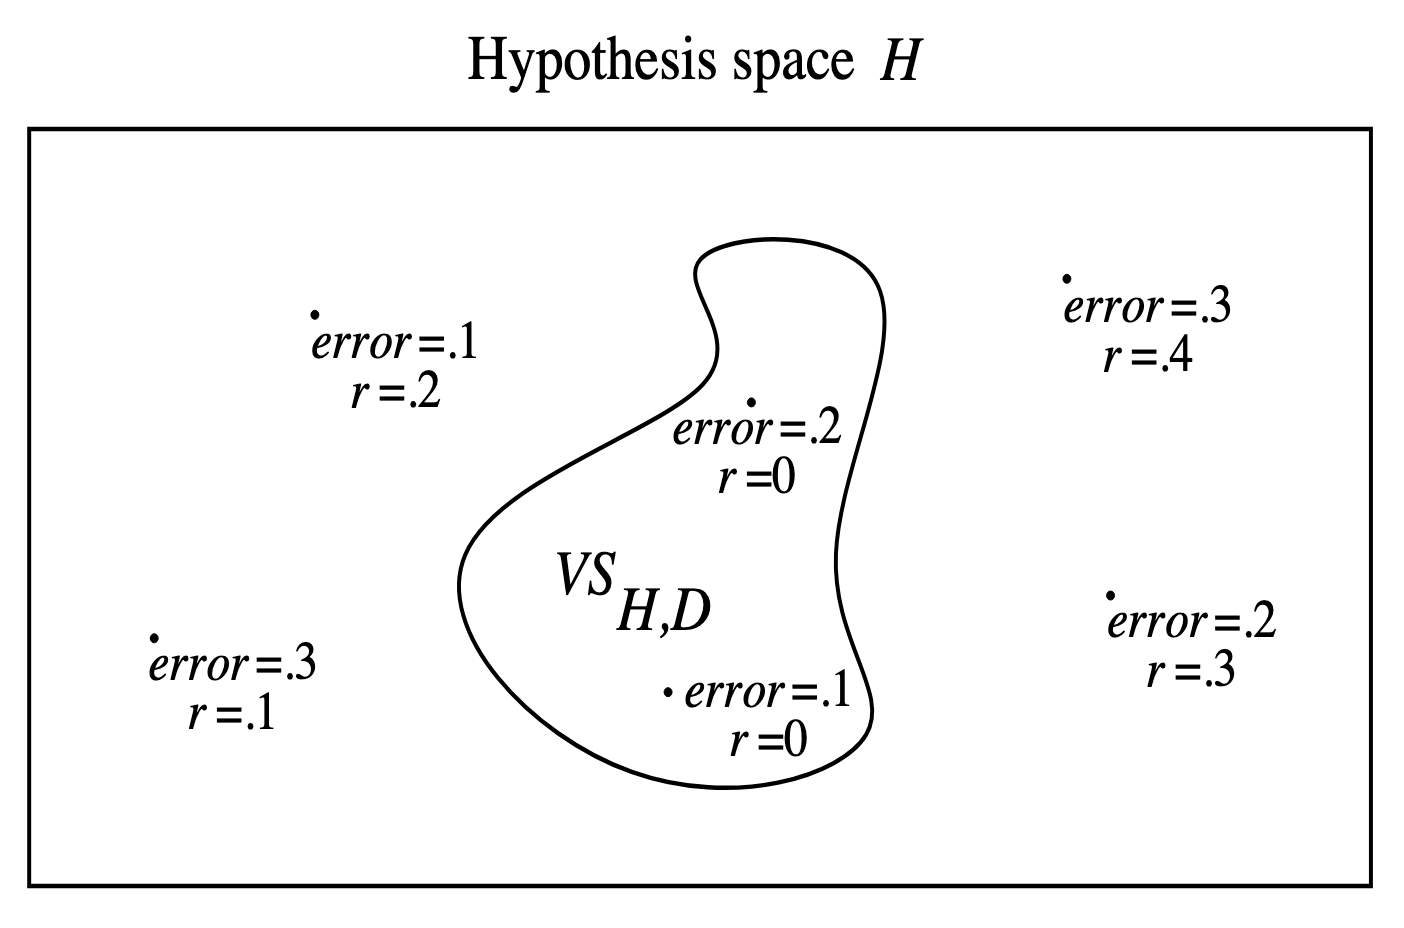 Hypothesis space H
error =.1
r =.2
error =.3
r =.4
error =.2
r =0
VS H,D
error =.3
r =.1
error =.2
r =.3
error =.1
r =0